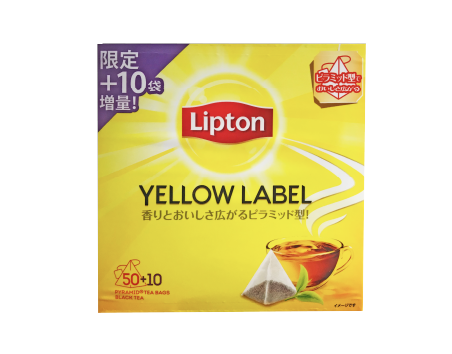 限定
+10袋
増量!
ピラミッド型で
おいしさ広がる
Lipton
YELLOW LABEL
香りとおいしさ広がるピラミッド型!
50+10
PYRAMID® TEA BAGS
BLACK TEA
イメージです